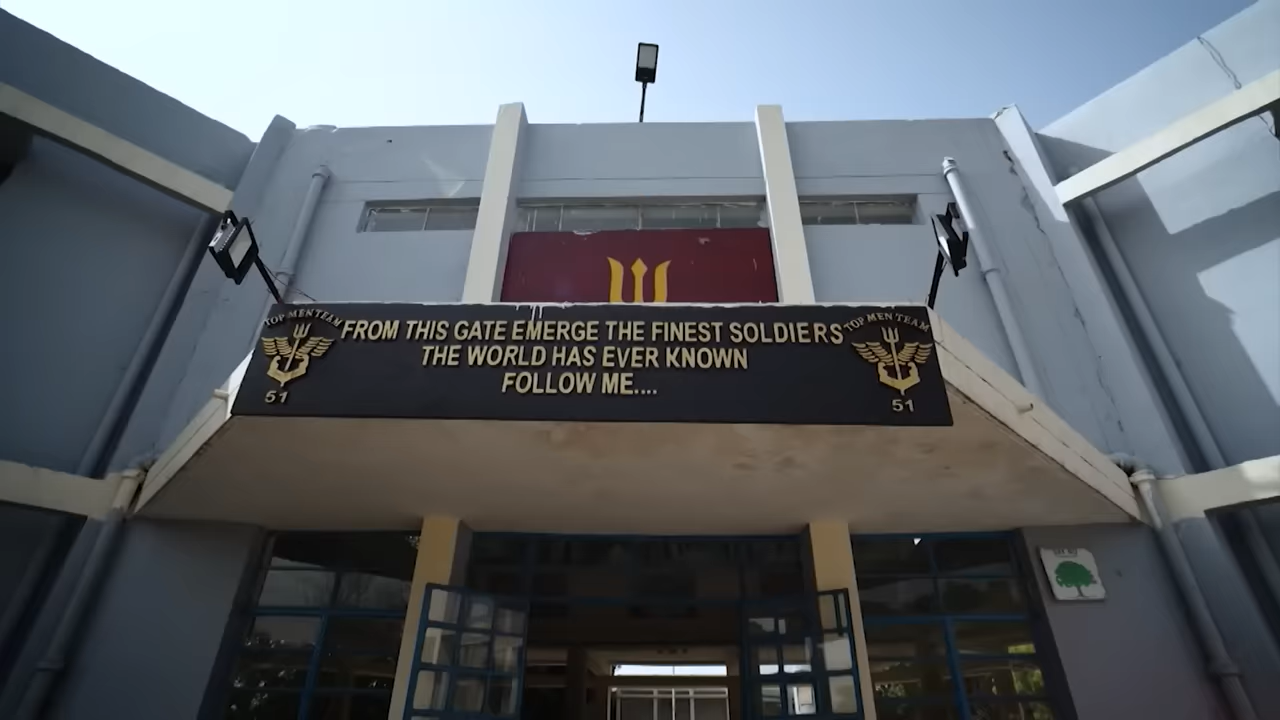 TOP MEN TEAM
51
FROM THIS GATE EMERGE THE FINEST SOLDIERS
THE WORLD HAS EVER KNOWN
FOLLOW ME....
TOP MEN TEAM
51